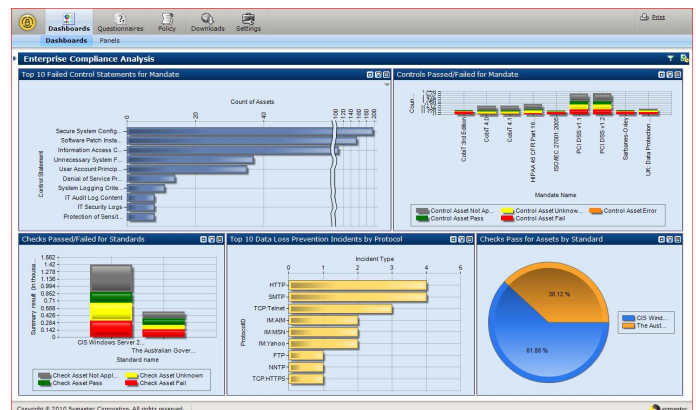 Dashboards Questionnaires Policy Downloads Settings
Print
Dashboards Panels
Enterprise Compliance Analysis
Top 10 Failed Control Statements for Mandate
Count of Assets
0 20 40 100 120 140 160 180 200
Control Statement
Secure System Config...
Software Patch Insta...
Information Access C...
Unnecessary System F...
User Account Princip...
Denial of Service Pr...
System Logging Crite...
IT Audit Log Content
IT Security Logs
Protection of Sensit...
Controls Passed/Failed for Mandate
Coun...
CobiT 3rd Edition
CobiT 4.0
CobiT 4.1
HIPAA 45 CFR Part 16...
ISO/IEC 27001:2005
PCI DSS v1.1
PCI DSS v1.2
Sarbanes-Oxley
U.K. Data Protection ...
Mandate Name
Control Asset Not Ap...
Control Asset Unknow...
Control Asset Error
Control Asset Pass
Control Asset Fail
Checks Passed/Failed for Standards
Summary result (in thousa...
1.562
1.42
1.278
1.136
0.994
0.852
0.71
0.568
0.426
0.284
0.142
0
CIS Windows Server 2...
The Australian Gover...
Standard name
Check Asset Not Appl...
Check Asset Unknown
Check Asset Pass
Check Asset Fail
Top 10 Data Loss Prevention Incidents by Protocol
Incident Type
0 1 2 3 4 5
ProtocolID
HTTP
SMTP
TCP:Telnet
IM:AIM
IM:MSN
IM:Yahoo
FTP
NNTP
TCP:HTTPS
Checks Pass for Assets by Standard
38.12 %
61.88 %
CIS Wind...
The Aust...
Copyright © 2010 Symantec Corporation. All rights reserved.
symantec